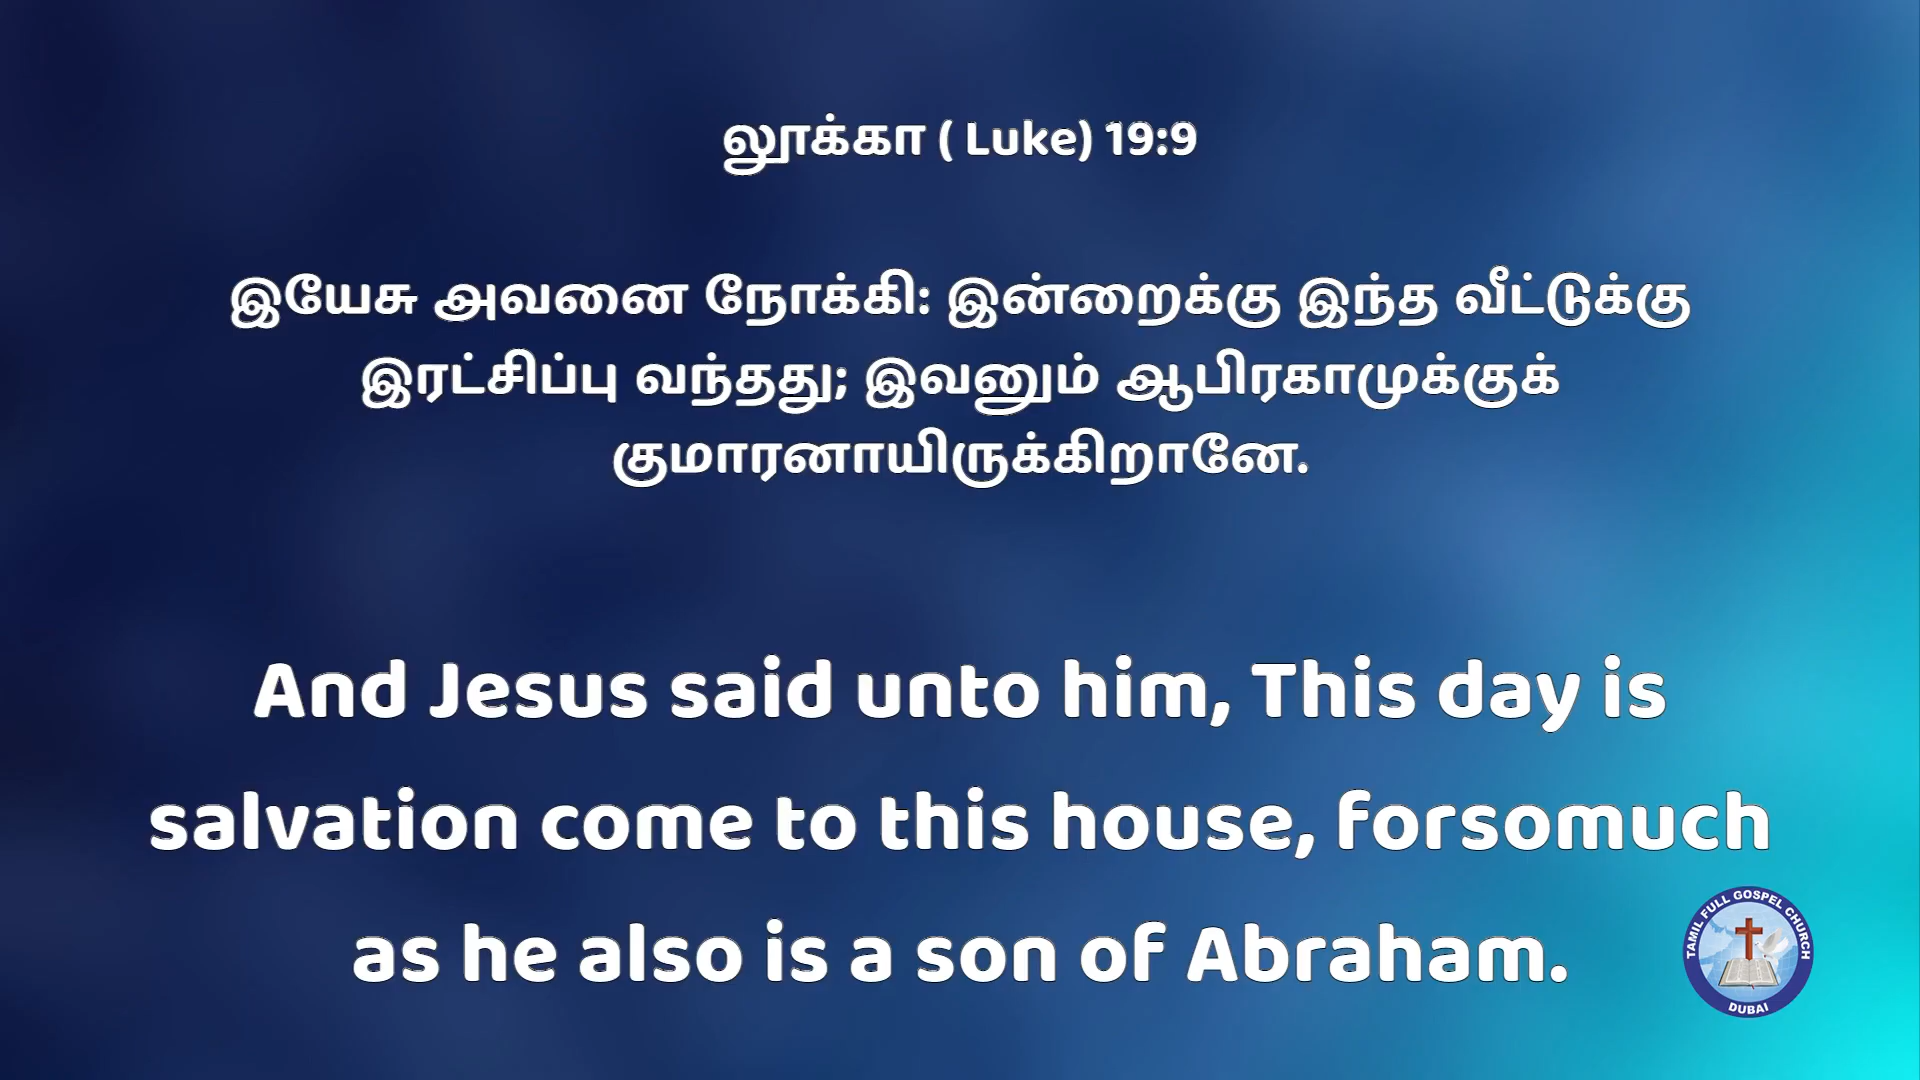 லூக்கா ( Luke) 19:9
இயேசு அவனை நோக்கி: இன்றைக்கு இந்த வீட்டுக்கு
இரட்சிப்பு வந்தது; இவனும் ஆபிரகாமுக்குக்
குமாரனாயிருக்கிறானே.
And Jesus said unto him, This day is
salvation come to this house, forsomuch
as he also is a son of Abraham.
TAMIL FULL GOSPEL CHURCH
DUBAI